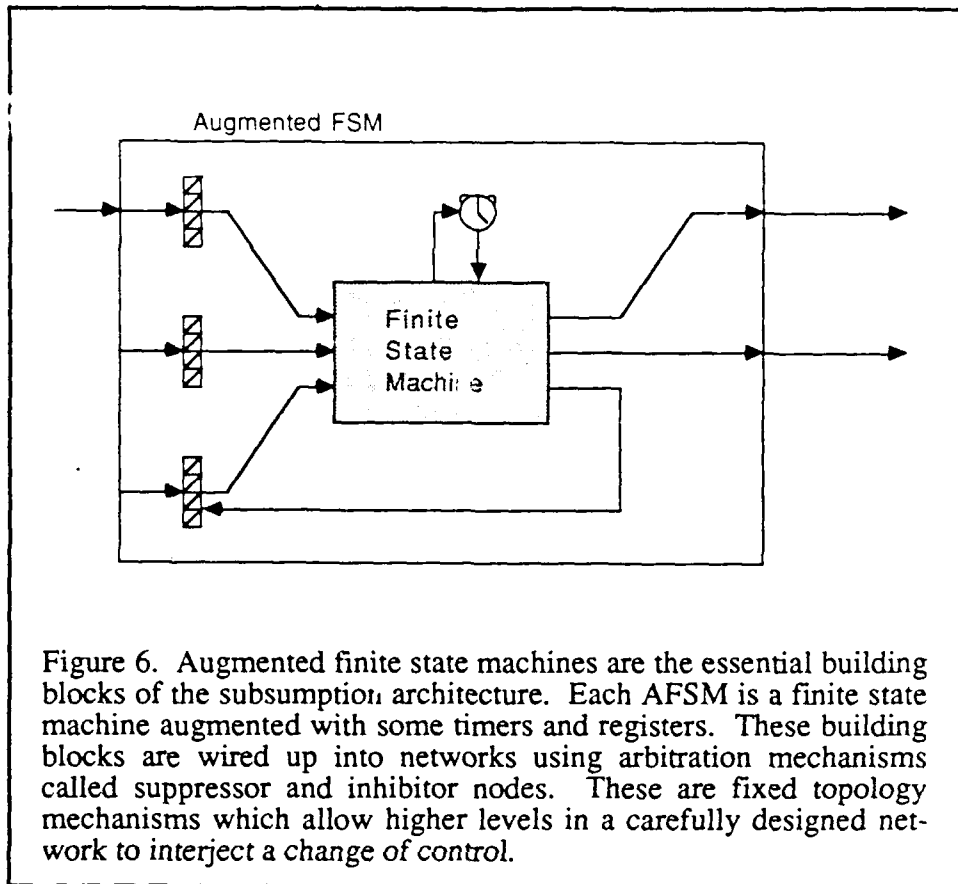 Augmented FSM
Finite
State
Machine
Figure 6. Augmented finite state machines are the essential building
blocks of the subsumption architecture. Each AFSM is a finite state
machine augmented with some timers and registers. These building
blocks are wired up into networks using arbitration mechanisms
called suppressor and inhibitor nodes. These are fixed topology
mechanisms which allow higher levels in a carefully designed net-
work to interject a change of control.